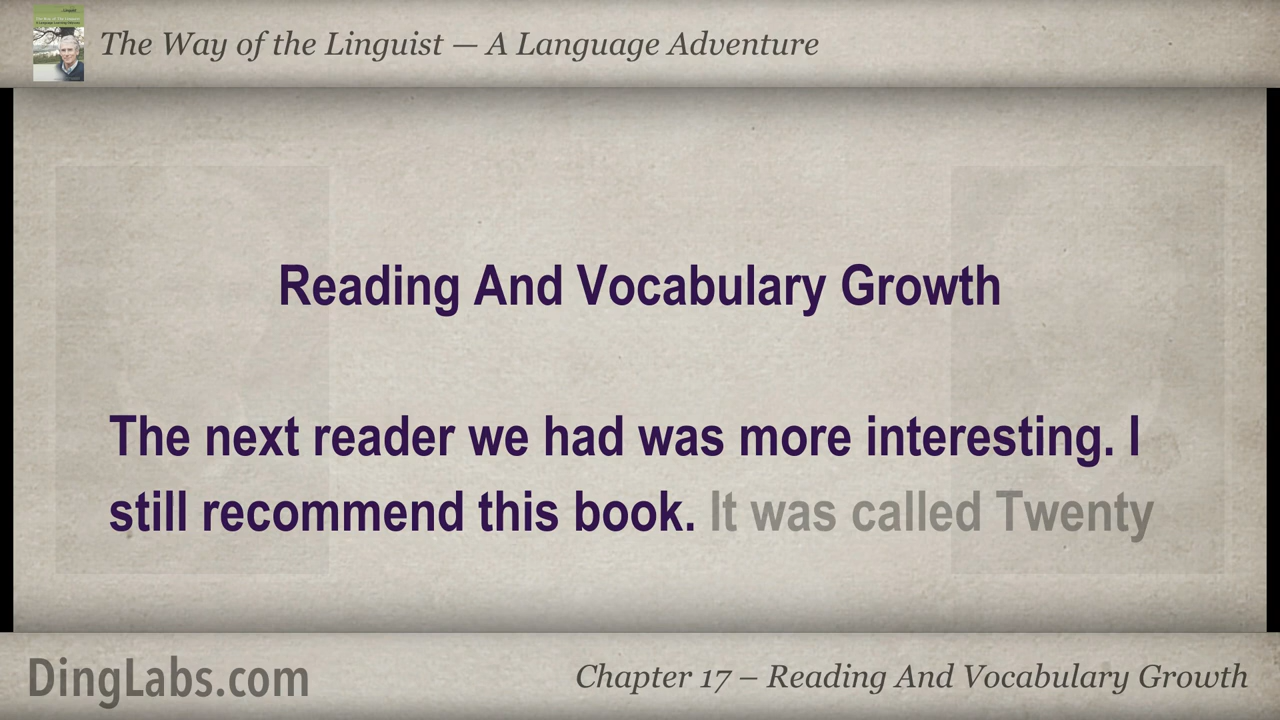 The Way of the Linguist — A Language Adventure
Reading And Vocabulary Growth
The next reader we had was more interesting. I
still recommend this book. It was called Twenty
DingLabs.com
Chapter 17 – Reading And Vocabulary Growth